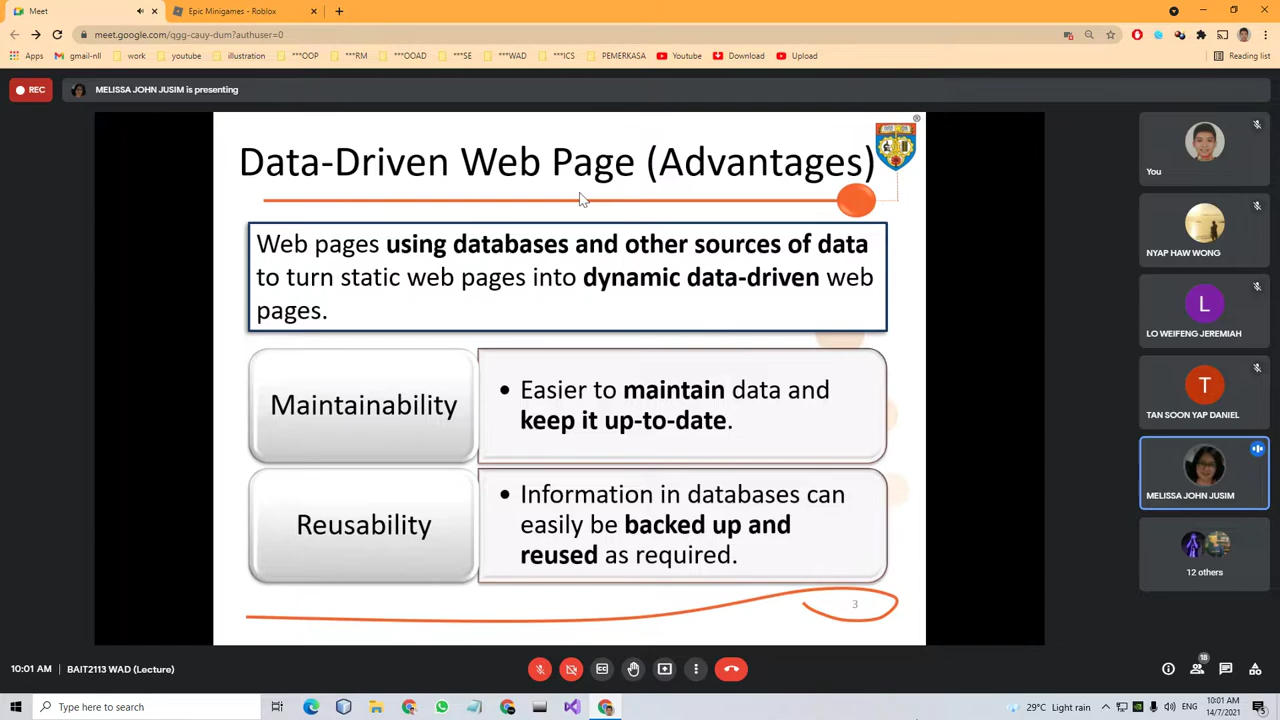 Meet
Epic Minigames - Roblox
meet.google.com/qgg-cauy-dum?authuser=0
Apps
gmail-nll
work
youtube
illustration
***OOP
***RM
***OOAD
***SE
***WAD
***ICS
PEMERKASA
Youtube
Download
Upload
Reading list
REC
MELISSA JOHN JUSIM is presenting
Data-Driven Web Page (Advantages)
Web pages using databases and other sources of data
to turn static web pages into dynamic data-driven web
pages.
Maintainability
• Easier to maintain data and
keep it up-to-date.
Reusability
• Information in databases can
easily be backed up and
reused as required.
3
You
NYAP HAW WONG
L
LO WEIFENG JEREMIAH
T
TAN SOON YAP DANIEL
MELISSA JOHN JUSIM
12 others
10:01 AM | BAIT2113 WAD (Lecture)
18
Type here to search
29°C Light rain
10:01 AM
14/7/2021
5